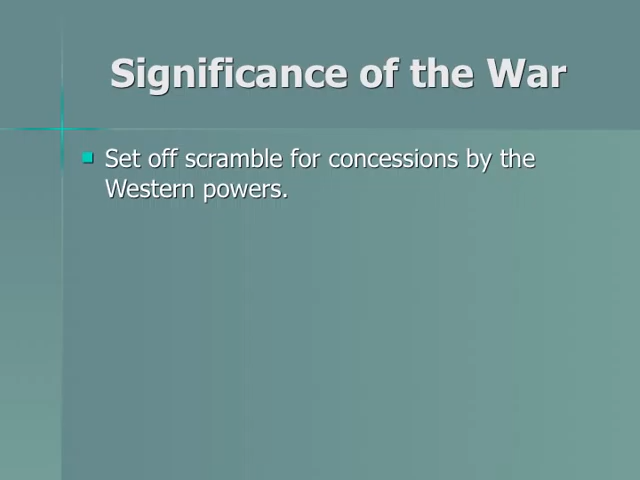 Significance of the War
Set off scramble for concessions by the
Western powers.